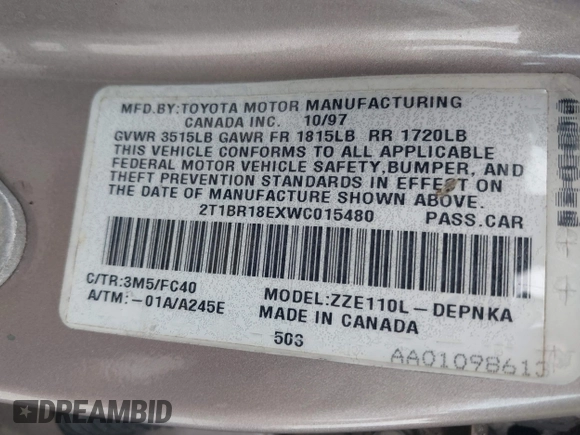 MFD.BY:TOYOTA MOTOR MANUFACTURING
CANADA INC. 10/97
GVWR 3515LB GAWR FR 1815LB RR 1720LB
THIS VEHICLE CONFORMS TO ALL APPLICABLE
FEDERAL MOTOR VEHICLE SAFETY,BUMPER, AND
THEFT PREVENTION STANDARDS IN EFFECT ON
THE DATE OF MANUFACTURE SHOWN ABOVE.
2T1BR18EXWC015480 PASS.CAR
C/TR:3M5/FC40 MODEL:ZZE110L-DEPNKA
A/TM:-01A/A245E MADE IN CANADA
503
AA01098613
DREAMBID